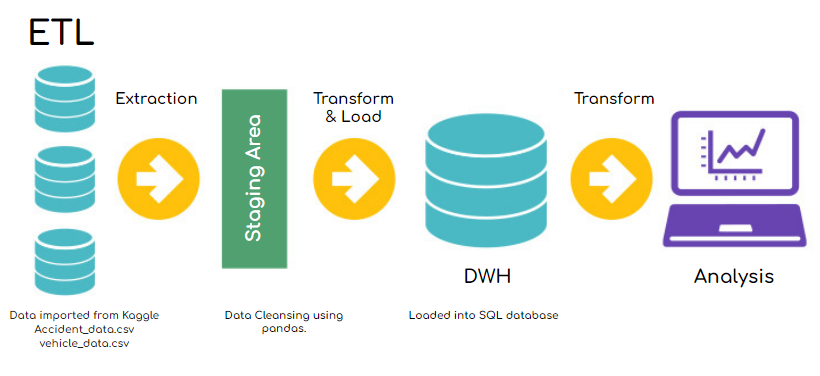 ETL
Extraction
Staging Area
Transform
& Load
Transform
DWH
Analysis
Data imported from Kaggle
Accident_data.csv
vehicle_data.csv
Data Cleansing using
pandas.
Loaded into SQL database